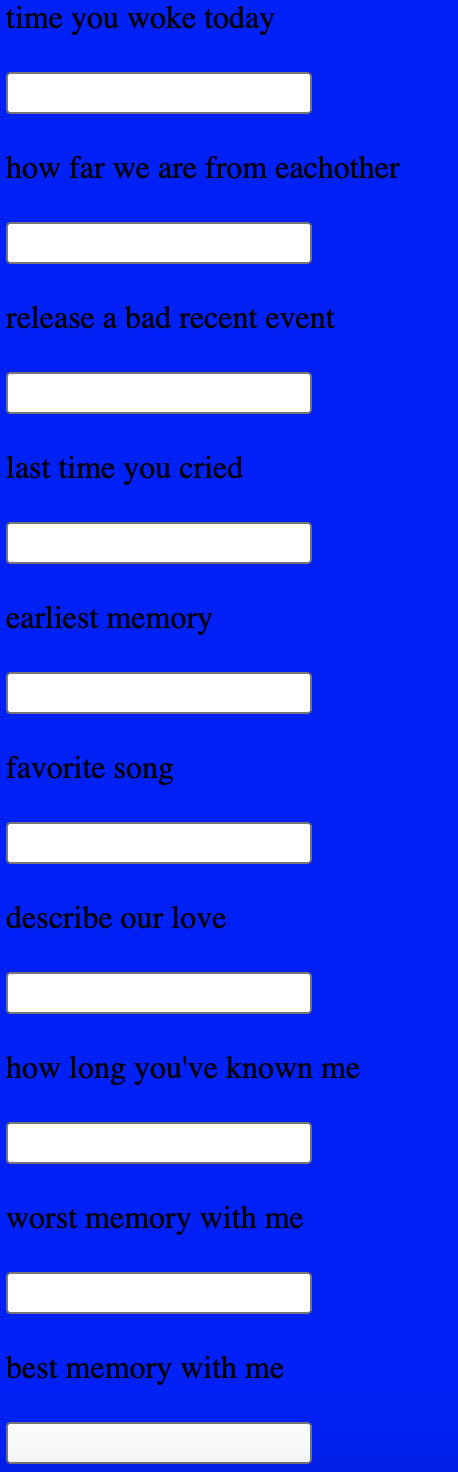 time you woke today
how far we are from eachother
release a bad recent event
last time you cried
earliest memory
favorite song
describe our love
how long you've known me
worst memory with me
best memory with me